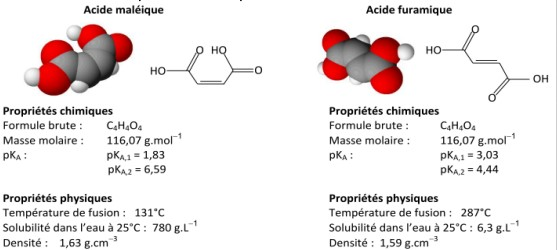 Acide maléique
HO
O
HO
O
Propriétés chimiques
Formule brute : C₄H₄O₄
Masse molaire : 116,07 g.mol⁻¹
pKA : pKA,1 = 1,83
pKA,2 = 6,59
Propriétés physiques
Température de fusion : 131°C
Solubilité dans l'eau à 25°C : 780 g.L⁻¹
Densité : 1,63 g.cm⁻³
Acide furamique
HO
O
O
OH
Propriétés chimiques
Formule brute : C₄H₄O₄
Masse molaire : 116,07 g.mol⁻¹
pKA : pKA,1 = 3,03
pKA,2 = 4,44
Propriétés physiques
Température de fusion : 287°C
Solubilité dans l'eau à 25°C : 6,3 g.L⁻¹
Densité : 1,59 g.cm⁻³